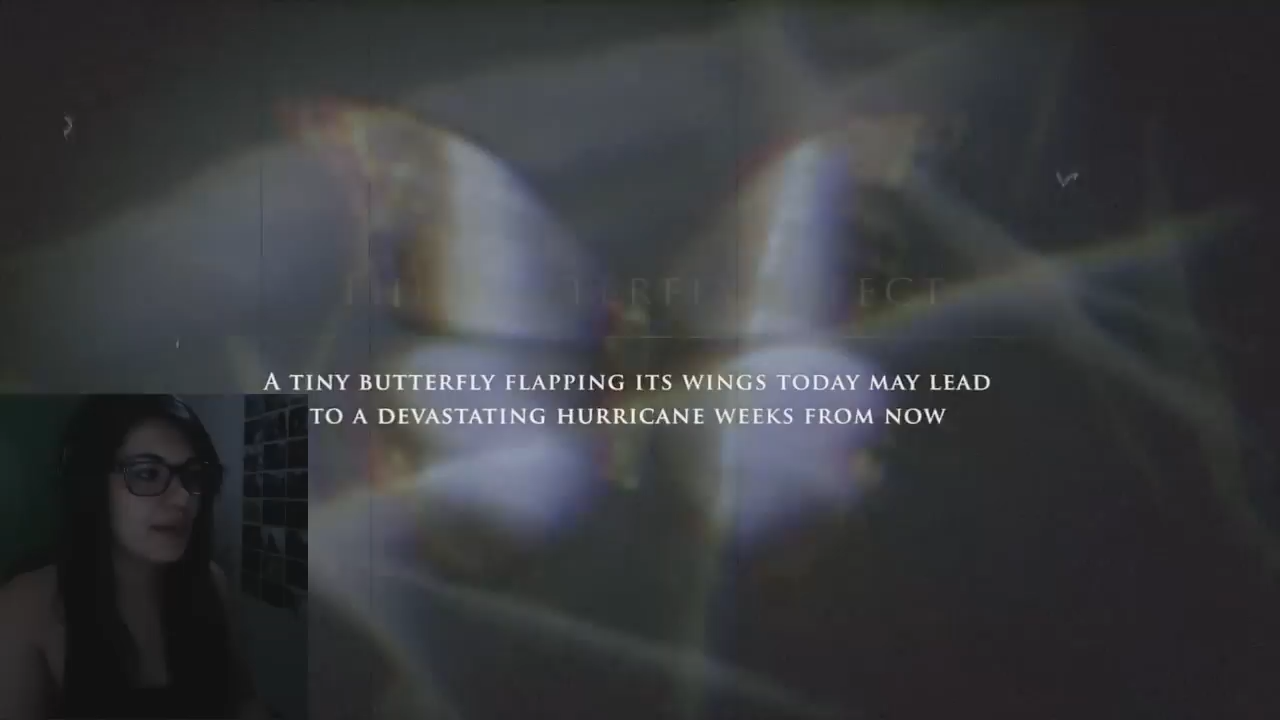 A TINY BUTTERFLY FLAPPING ITS WINGS TODAY MAY LEAD
TO A DEVASTATING HURRICANE WEEKS FROM NOW